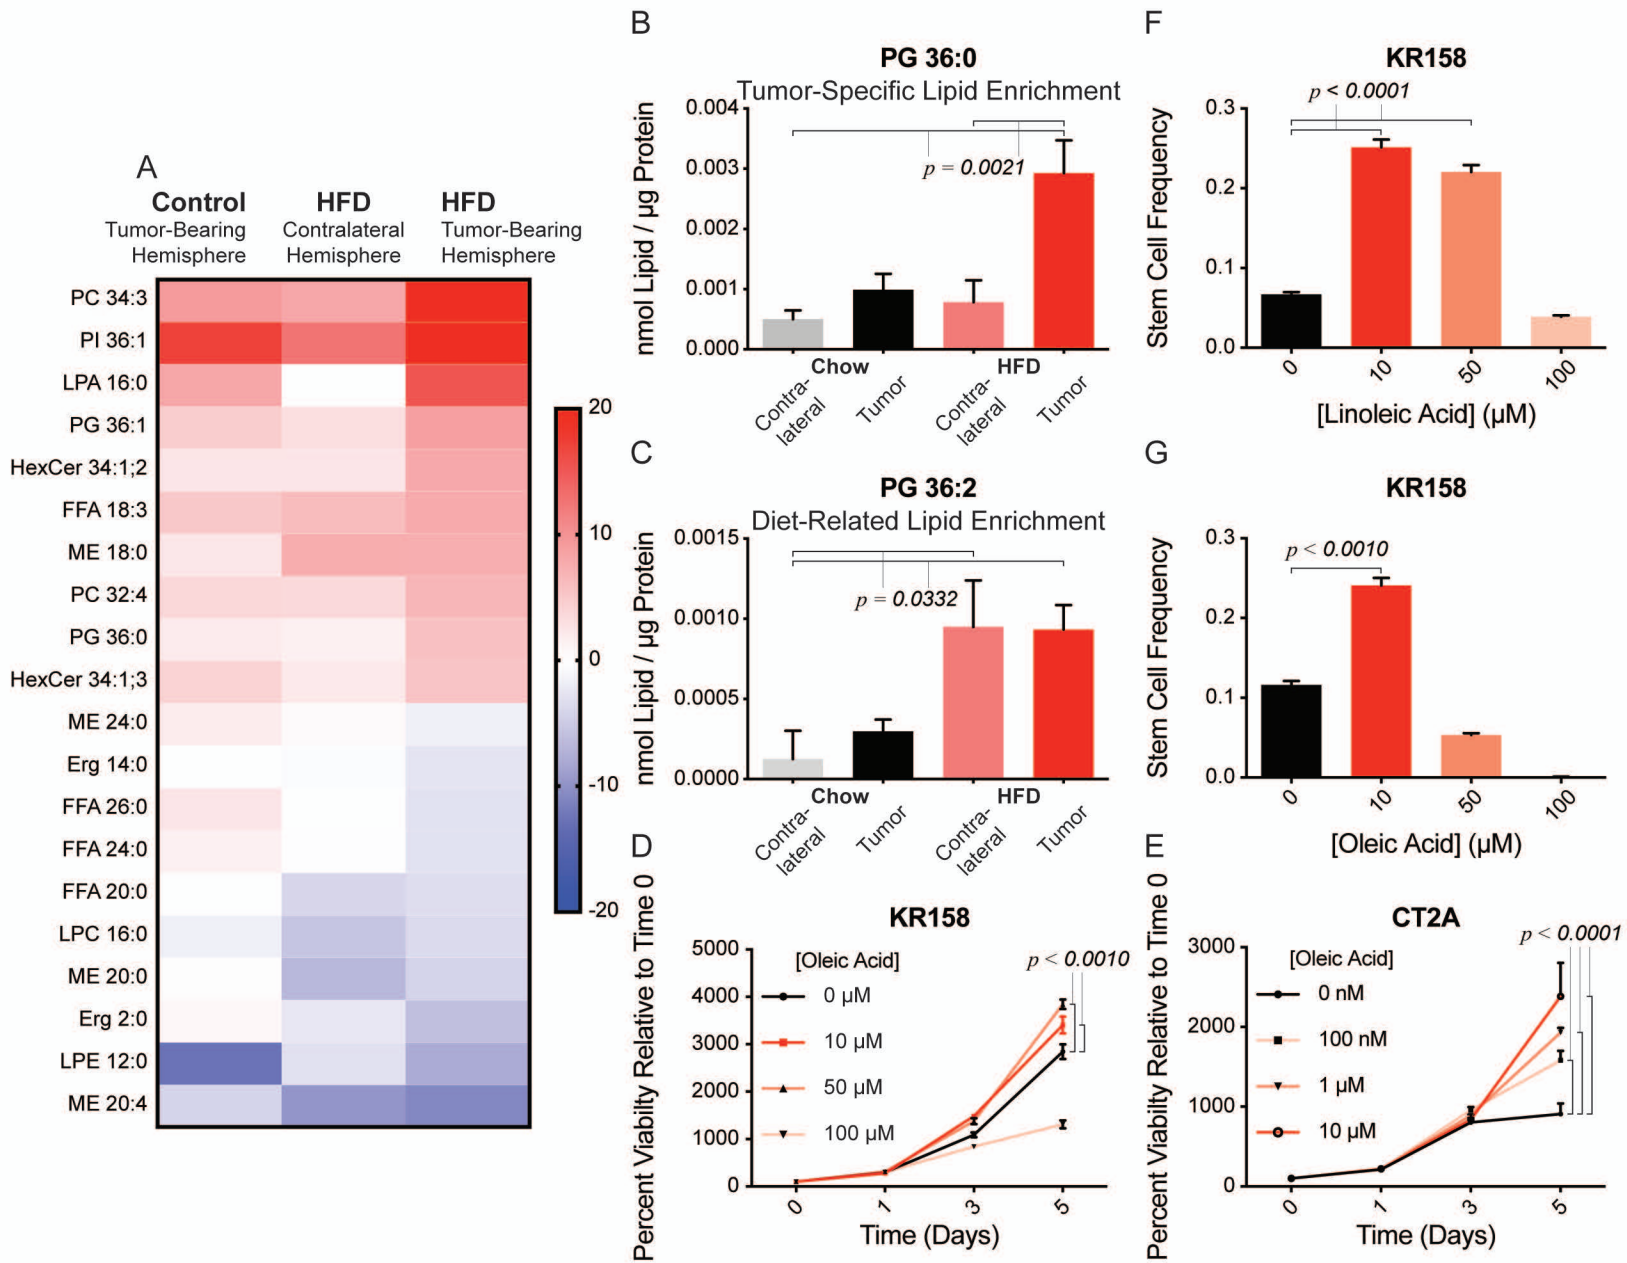 A
Control
Tumor-Bearing
Hemisphere
HFD
Contralateral
Hemisphere
HFD
Tumor-Bearing
Hemisphere
PC 34:3
PI 36:1
LPA 16:0
PG 36:1
HexCer 34:1;2
FFA 18:3
ME 18:0
PC 32:4
PG 36:0
HexCer 34:1;3
ME 24:0
Erg 14:0
FFA 26:0
FFA 24:0
FFA 20:0
LPC 16:0
ME 20:0
Erg 2:0
LPE 12:0
ME 20:4
20
10
0
-10
-20
B
PG 36:0
Tumor-Specific Lipid Enrichment
nmol Lipid / µg Protein
0.004
0.003
0.002
0.001
0.000
p = 0.0021
Chow
HFD
Contra-
lateral
Tumor
Contra-
lateral
Tumor
C
PG 36:2
Diet-Related Lipid Enrichment
nmol Lipid / µg Protein
0.0015
0.0010
0.0005
0.0000
p = 0.0332
Chow
HFD
Contra-
lateral
Tumor
Contra-
lateral
Tumor
D
KR158
Percent Viabilty Relative to Time 0
5000
4000
3000
2000
1000
0
[Oleic Acid]
0 µM
10 µM
50 µM
100 µM
p < 0.0010
0
1
3
5
Time (Days)
F
KR158
Stem Cell Frequency
0.3
0.2
0.1
0.0
p < 0.0001
0
10
50
100
[Linoleic Acid] (µM)
G
KR158
Stem Cell Frequency
0.3
0.2
0.1
0.0
p < 0.0010
0
10
50
100
[Oleic Acid] (µM)
E
CT2A
Percent Viability Relative to Time 0
3000
2000
1000
0
[Oleic Acid]
0 nM
100 nM
1 µM
10 µM
p < 0.0001
0
1
3
5
Time (Days)